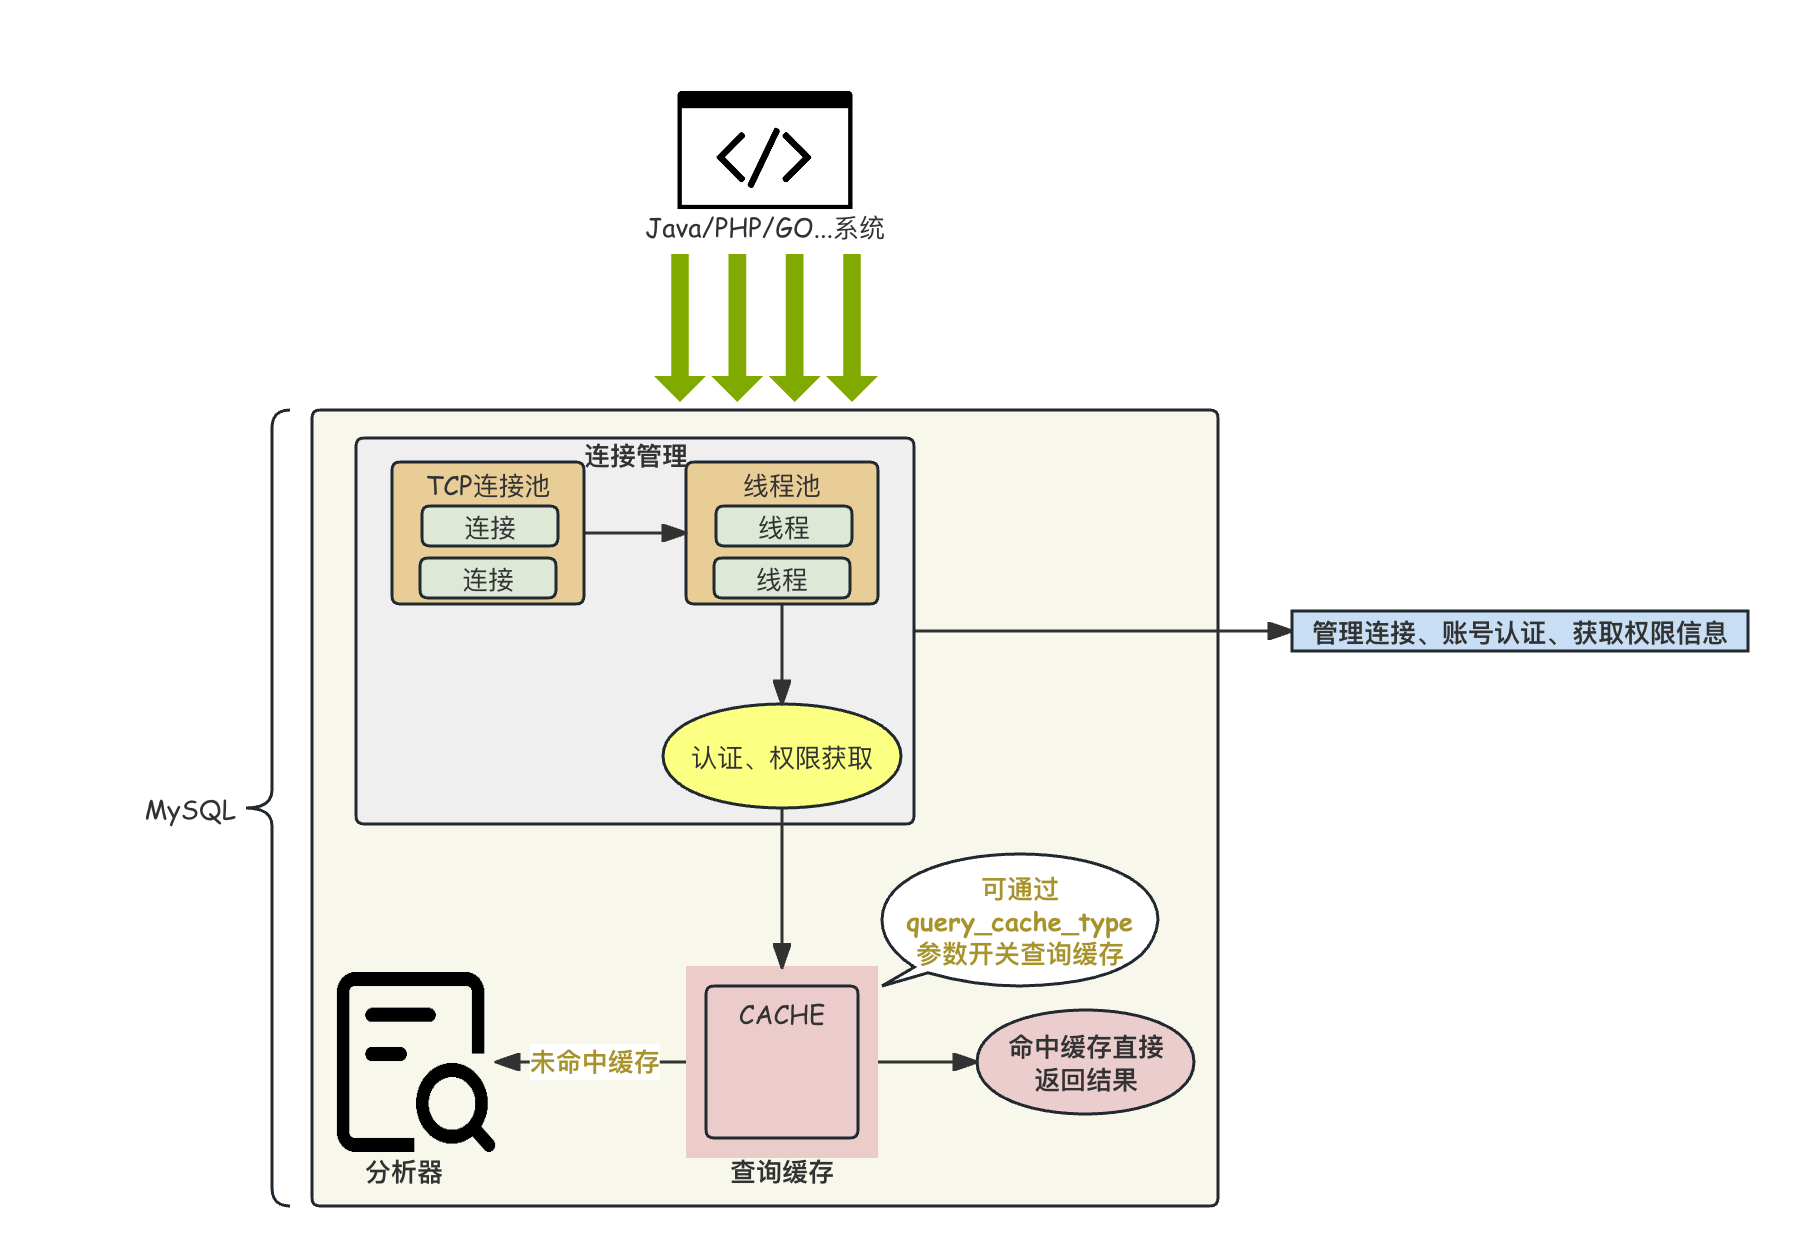 Java/PHP/GO...系统
连接管理
TCP连接池
连接
连接
线程池
线程
线程
管理连接、账号认证、获取权限信息
认证、权限获取
MySQL
可通过
query_cache_type
参数开关查询缓存
CACHE
未命中缓存
命中缓存直接
返回结果
分析器
查询缓存